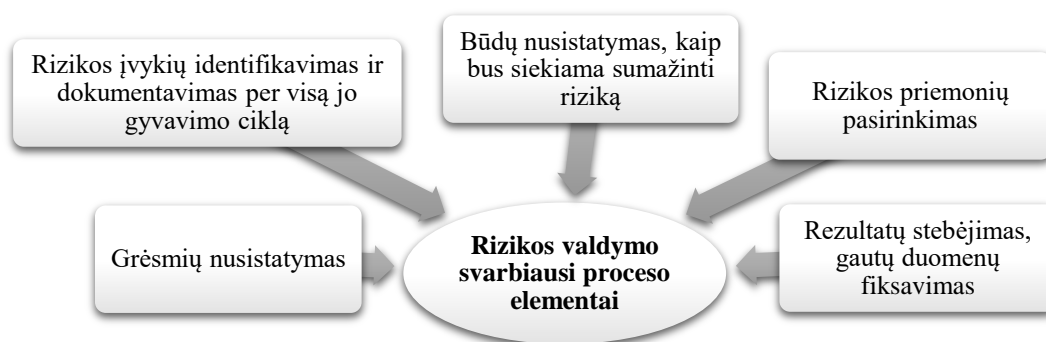 Rizikos įvykių identifikavimas ir
dokumentavimas per visą jo
gyvavimo ciklą
Būdų nusistatymas, kaip
bus siekiama sumažinti
riziką
Rizikos priemonių
pasirinkimas
Grėsmių nusistatymas
Rizikos valdymo
svarbiausi proceso
elementai
Rezultatų stebėjimas,
gautų duomenų
fiksavimas